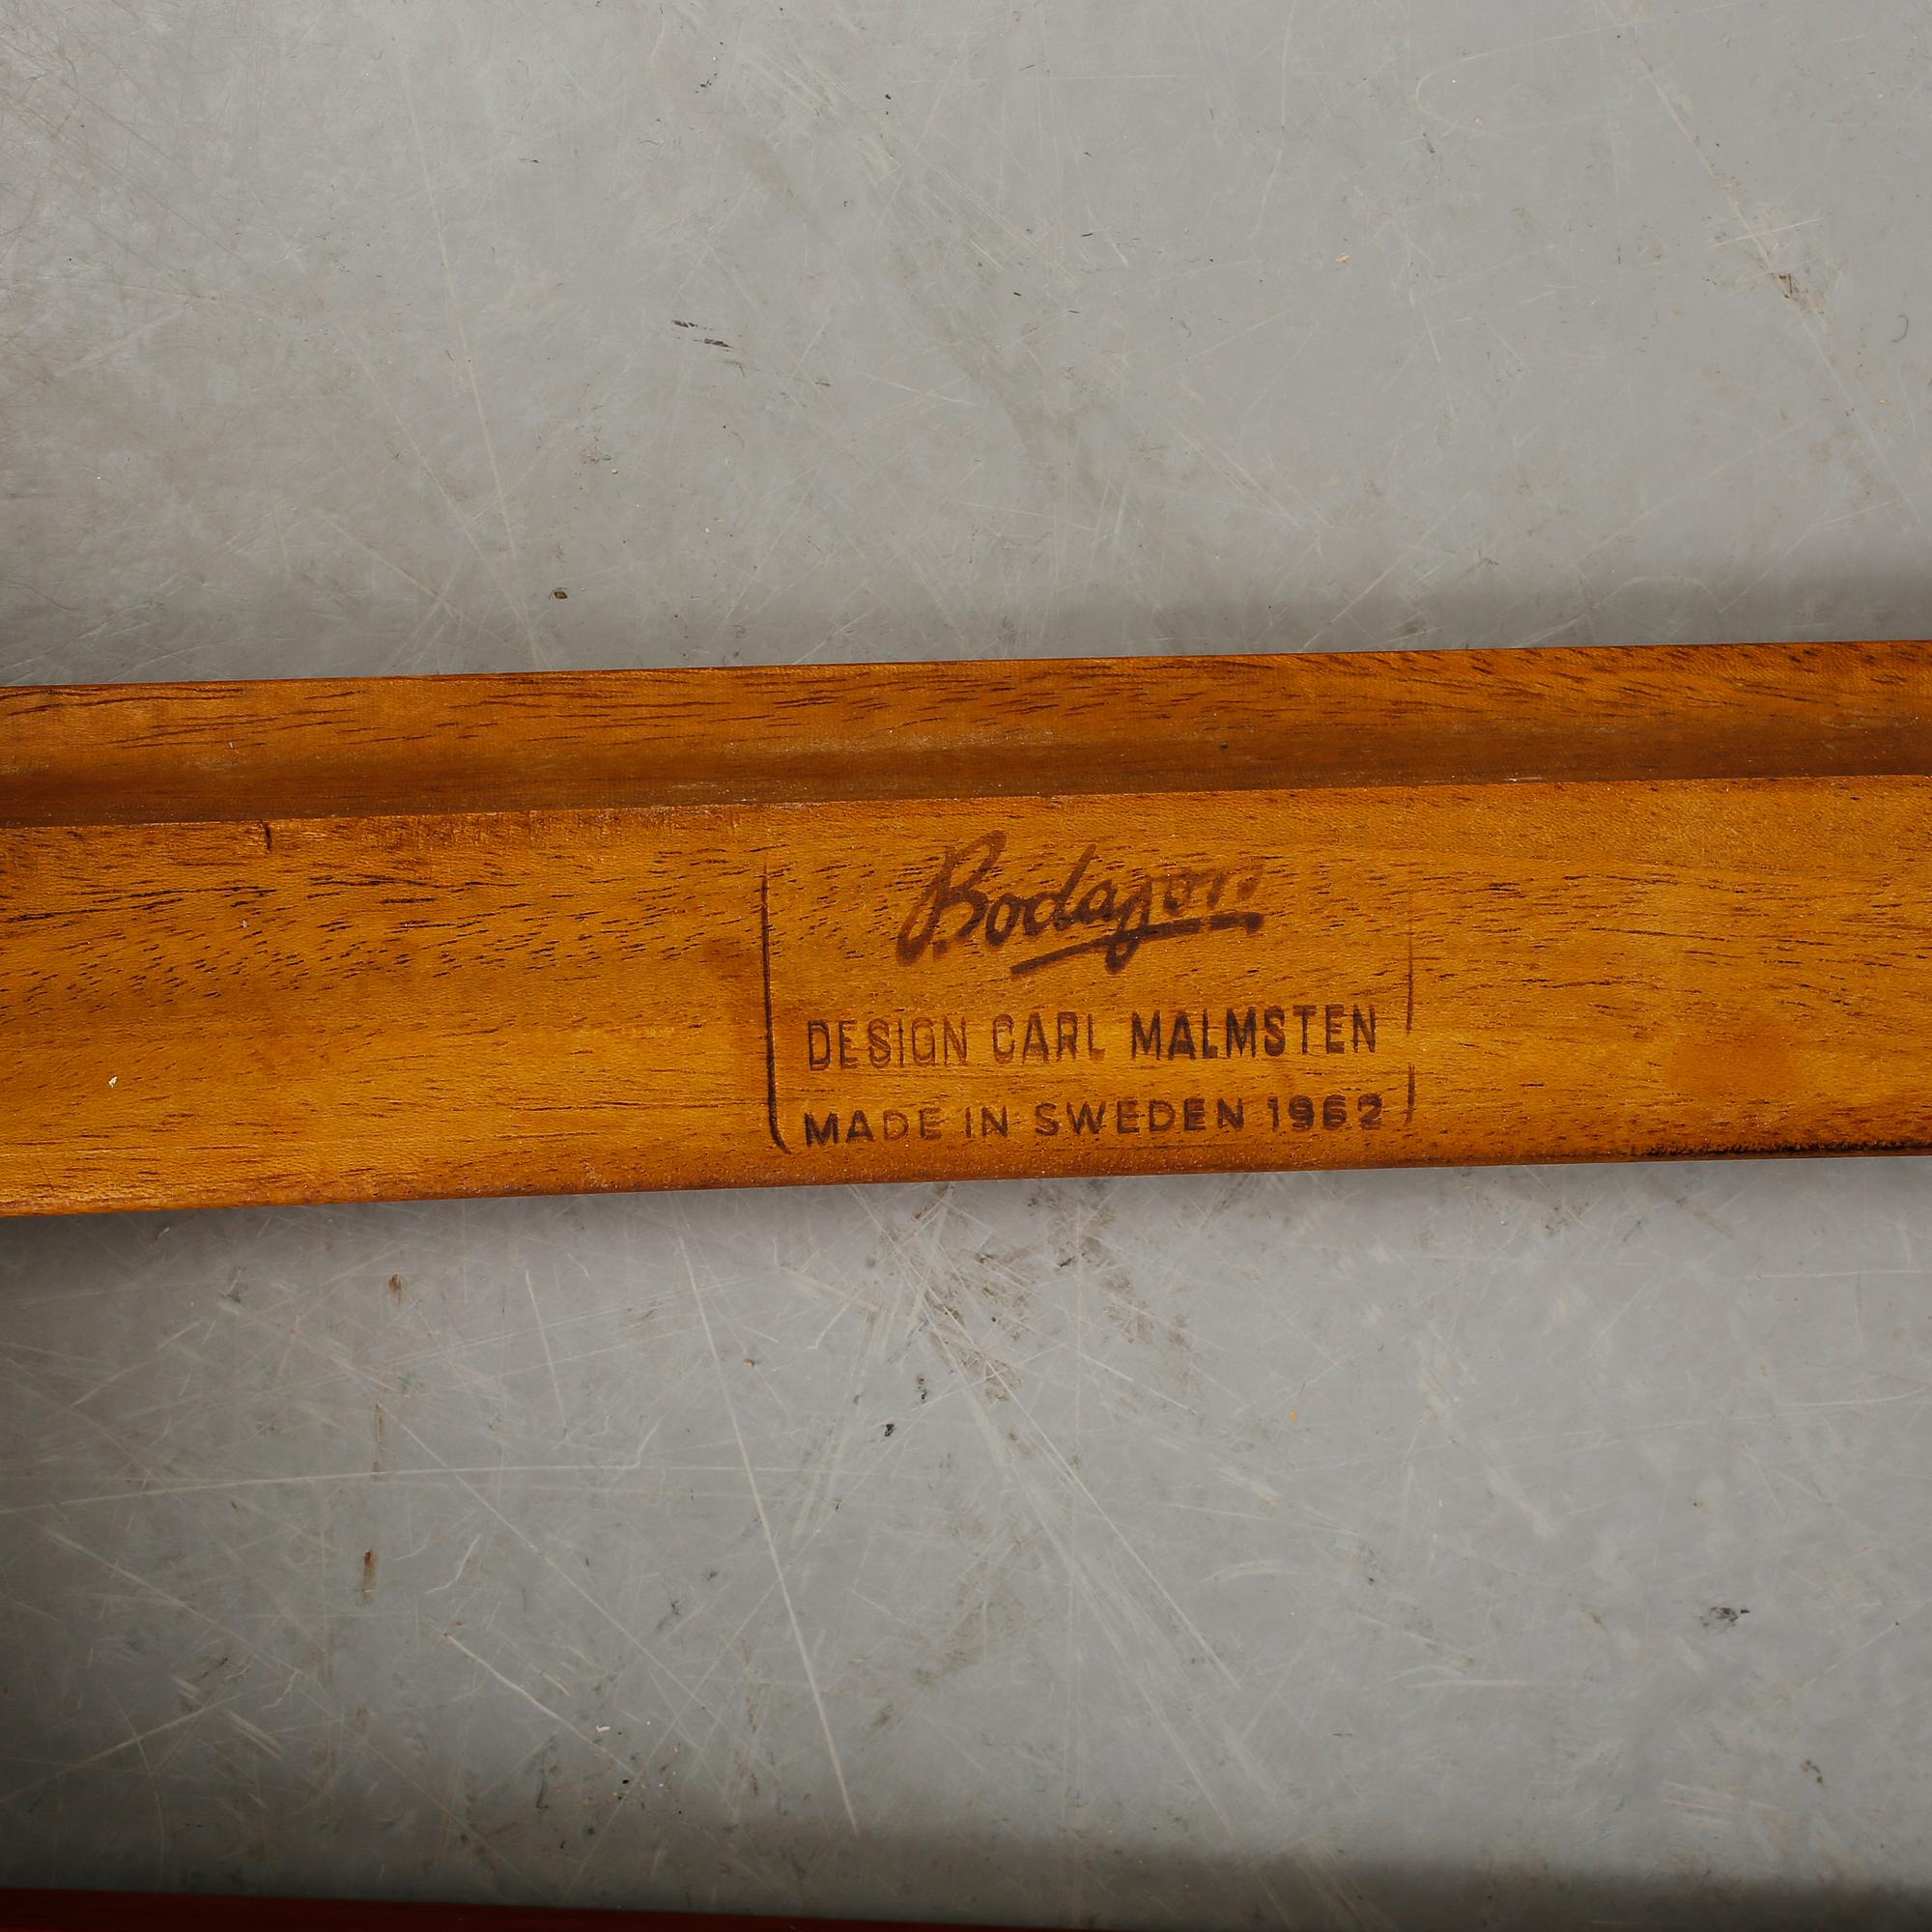 Bodafors
DESIGN CARL MALMSTEN
MADE IN SWEDEN 1962